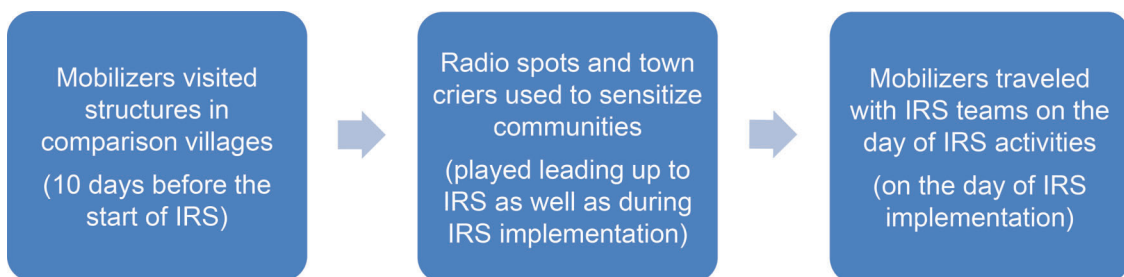 Mobilizers visited
structures in
comparison villages
(10 days before the
start of IRS)
Radio spots and town
criers used to sensitize
communities
(played leading up to
IRS as well as during
IRS implementation)
Mobilizers traveled
with IRS teams on the
day of IRS activities
(on the day of IRS
implementation)